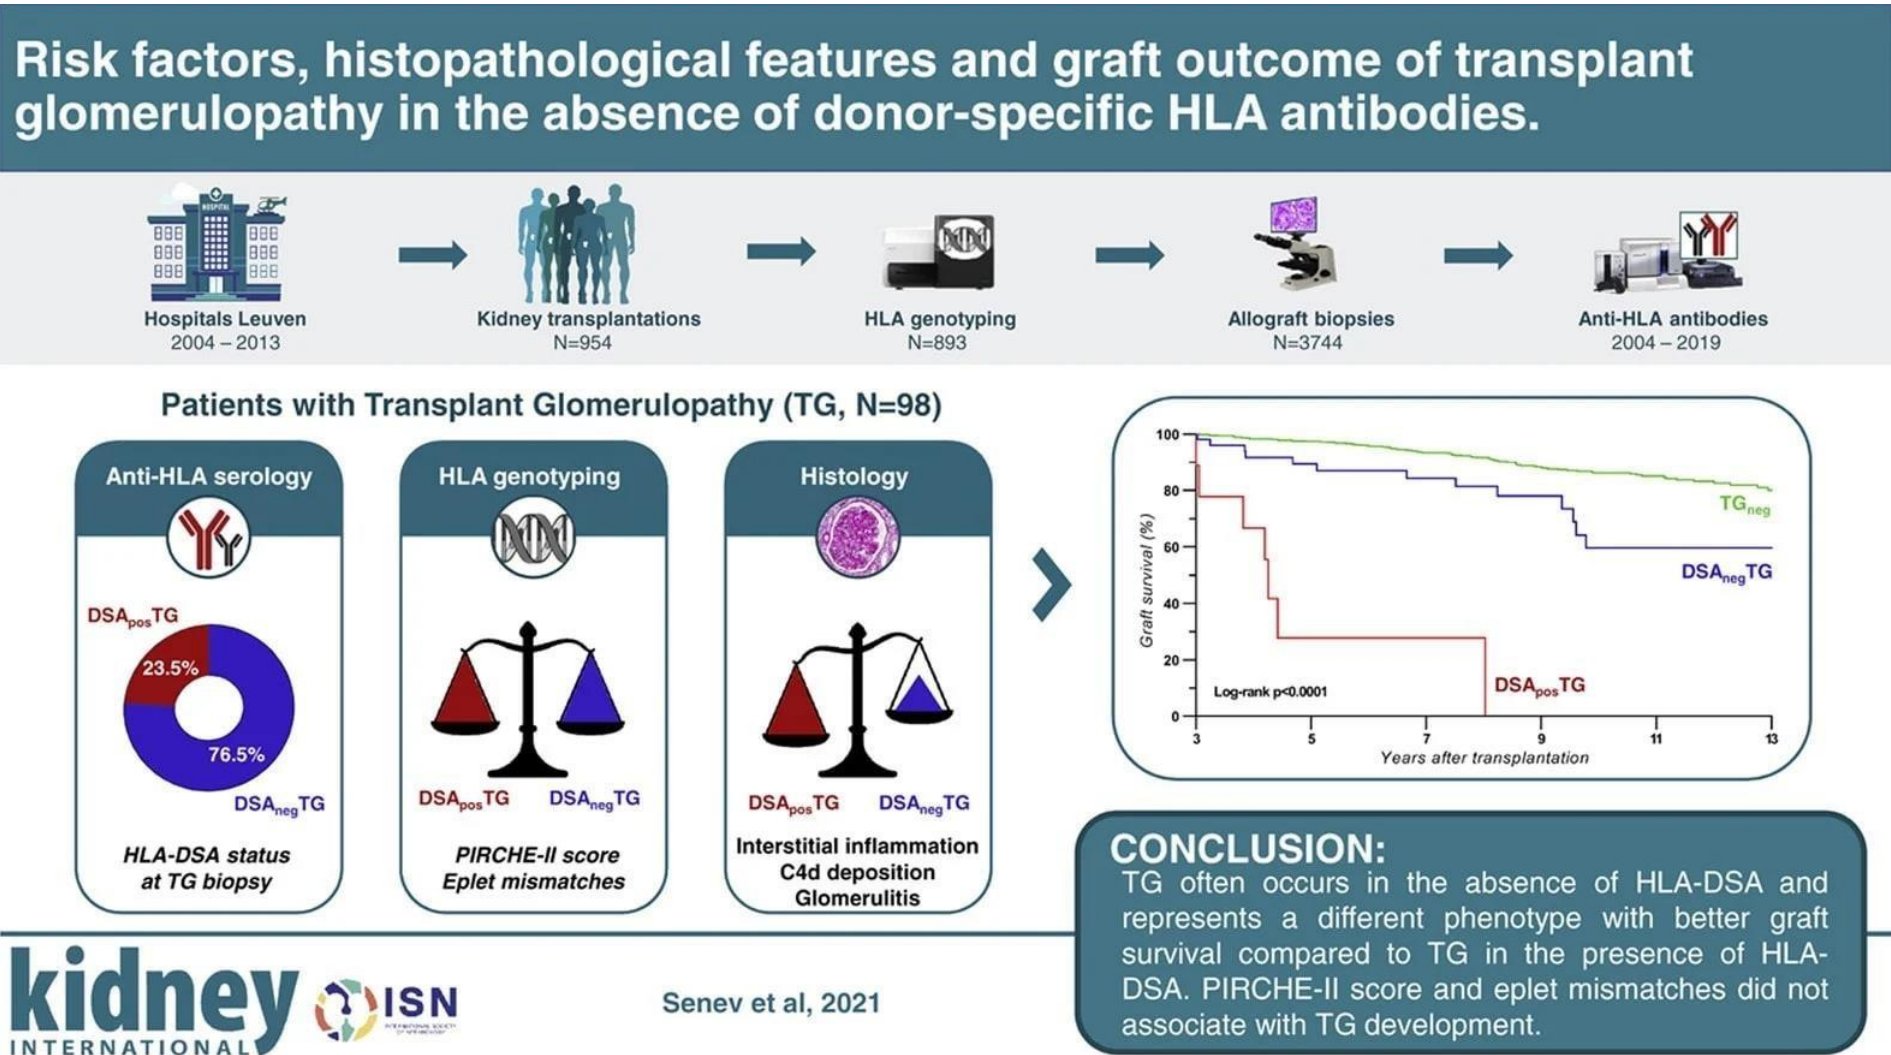 Risk factors, histopathological features and graft outcome of transplant
glomerulopathy in the absence of donor-specific HLA antibodies.
HOSPITAL
Hospitals Leuven
2004 – 2013
Kidney transplantations
N=954
HLA genotyping
N=893
Allograft biopsies
N=3744
Anti-HLA antibodies
2004 – 2019
Patients with Transplant Glomerulopathy (TG, N=98)
Anti-HLA serology
DSAposTG
23.5%
76.5%
DSAnegTG
HLA-DSA status
at TG biopsy
HLA genotyping
DSAposTG DSAnegTG
PIRCHE-II score
Eplet mismatches
Histology
DSAposTG DSAnegTG
Interstitial inflammation
C4d deposition
Glomerulitis
Graft survival (%)
100
80
60
40
20
0
TGneg
DSAnegTG
DSAposTG
Log-rank p<0.0001
3 5 7 9 11 13
Years after transplantation
CONCLUSION:
TG often occurs in the absence of HLA-DSA and
represents a different phenotype with better graft
survival compared to TG in the presence of HLA-
DSA. PIRCHE-II score and eplet mismatches did not
associate with TG development.
kidney
INTERNATIONAL
ISN
INTERNATIONAL SOCIETY
OF NEPHROLOGY
Senev et al, 2021